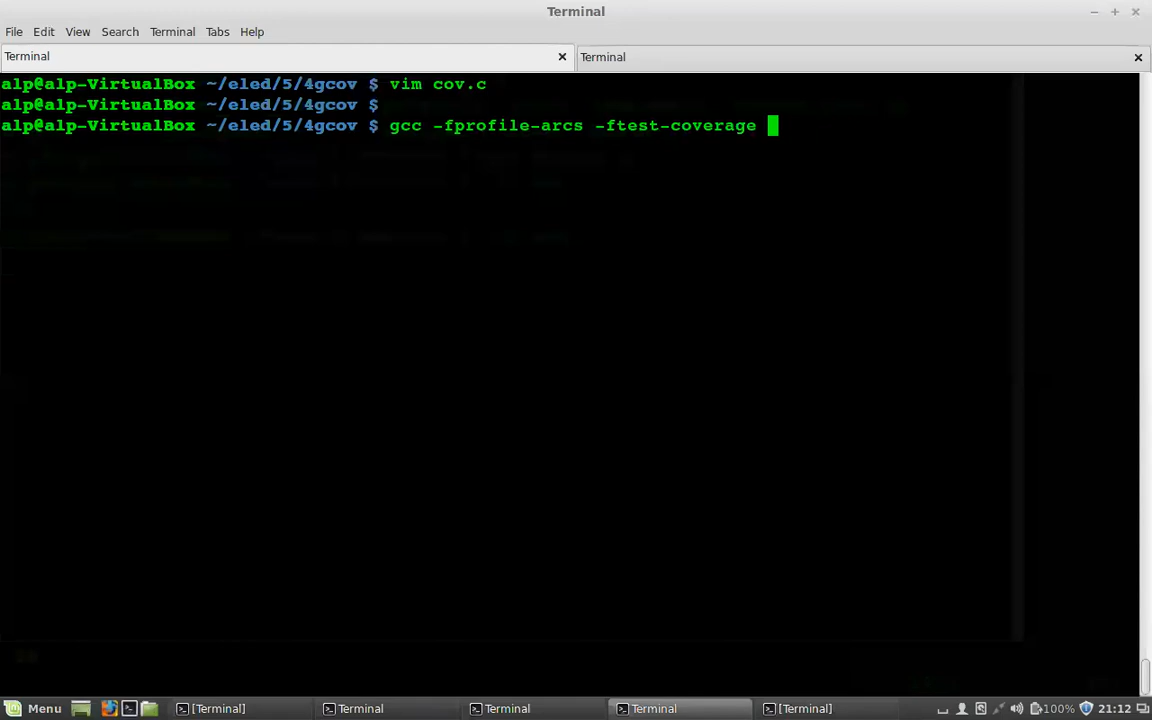 Terminal
File Edit View Search Terminal Tabs Help
Terminal
Terminal
alp@alp-VirtualBox ~/eled/5/4gcov $ vim cov.c
alp@alp-VirtualBox ~/eled/5/4gcov $
alp@alp-VirtualBox ~/eled/5/4gcov $ gcc -fprofile-arcs -ftest-coverage
Menu [Terminal] Terminal Terminal Terminal [Terminal] 100% 21:12